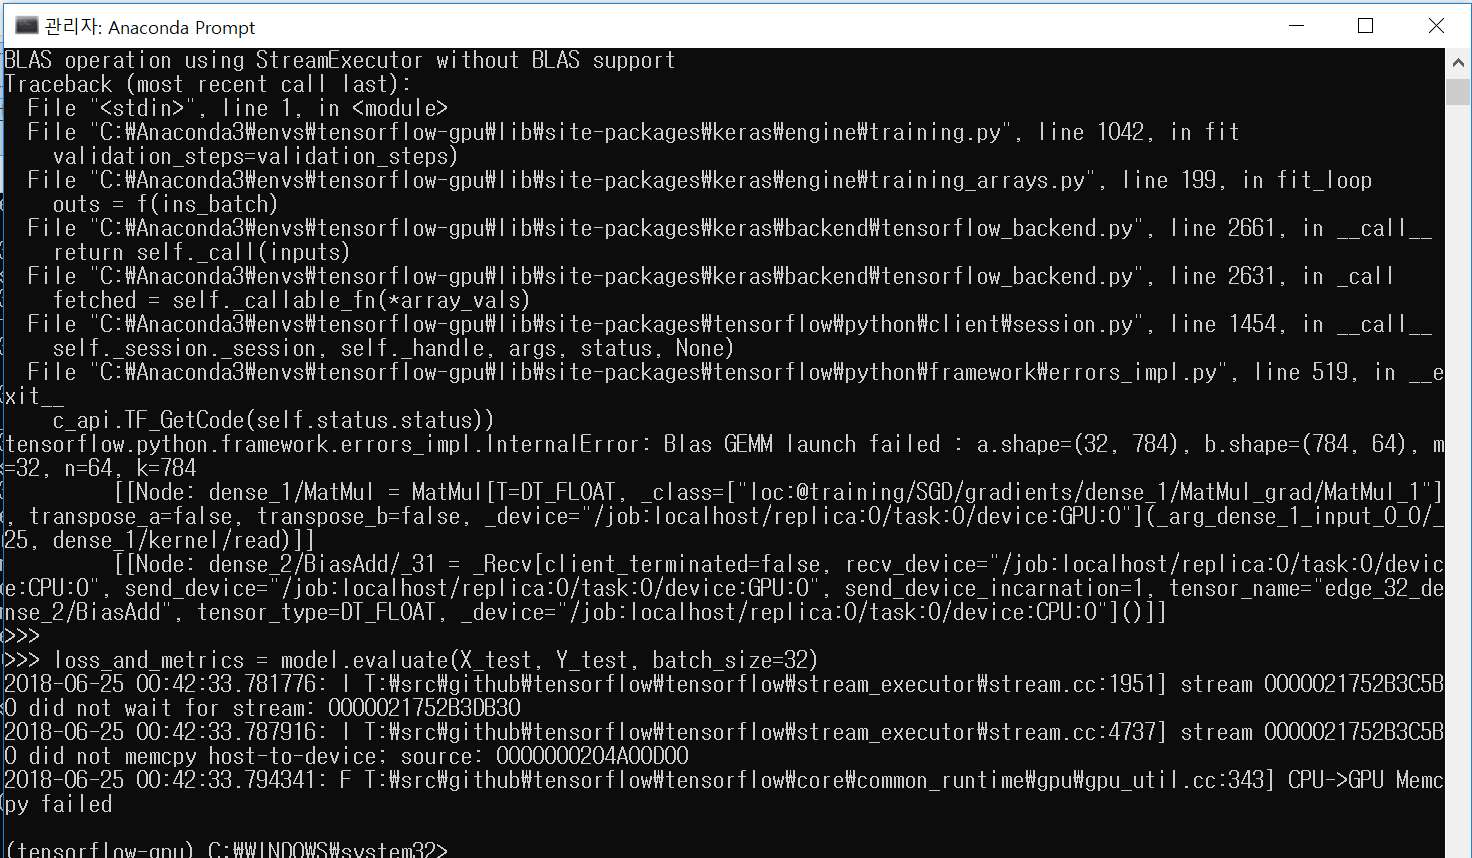 관리자: Anaconda Prompt
BLAS operation using StreamExecutor without BLAS support
Traceback (most recent call last):
  File "<stdin>", line 1, in <module>
  File "C:₩Anaconda3₩envs₩tensorflow-gpu₩lib₩site-packages₩keras₩engine₩training.py", line 1042, in fit
    validation_steps=validation_steps)
  File "C:₩Anaconda3₩envs₩tensorflow-gpu₩lib₩site-packages₩keras₩engine₩training_arrays.py", line 199, in fit_loop
    outs = f(ins_batch)
  File "C:₩Anaconda3₩envs₩tensorflow-gpu₩lib₩site-packages₩keras₩backend₩tensorflow_backend.py", line 2661, in __call__
    return self._call(inputs)
  File "C:₩Anaconda3₩envs₩tensorflow-gpu₩lib₩site-packages₩keras₩backend₩tensorflow_backend.py", line 2631, in _call
    fetched = self._callable_fn(*array_vals)
  File "C:₩Anaconda3₩envs₩tensorflow-gpu₩lib₩site-packages₩tensorflow₩python₩client₩session.py", line 1454, in __call__
    self._session._session, self._handle, args, status, None)
  File "C:₩Anaconda3₩envs₩tensorflow-gpu₩lib₩site-packages₩tensorflow₩python₩framework₩errors_impl.py", line 519, in __e
xit__
    c_api.TF_GetCode(self.status.status))
tensorflow.python.framework.errors_impl.InternalError: Blas GEMM launch failed : a.shape=(32, 784), b.shape=(784, 64), m
=32, n=64, k=784
         [[Node: dense_1/MatMul = MatMul[T=DT_FLOAT, _class=["loc:@training/SGD/gradients/dense_1/MatMul_grad/MatMul_1"]
, transpose_a=false, transpose_b=false, _device="/job:localhost/replica:0/task:0/device:GPU:0"](_arg_dense_1_input_0_0/_
25, dense_1/kernel/read)]]
         [[Node: dense_2/BiasAdd/_31 = _Recv[client_terminated=false, recv_device="/job:localhost/replica:0/task:0/devic
e:CPU:0", send_device="/job:localhost/replica:0/task:0/device:GPU:0", send_device_incarnation=1, tensor_name="edge_32_de
nse_2/BiasAdd", tensor_type=DT_FLOAT, _device="/job:localhost/replica:0/task:0/device:CPU:0"]()]]
>>>
>>> loss_and_metrics = model.evaluate(X_test, Y_test, batch_size=32)
2018-06-25 00:42:33.781776: I T:₩src₩github₩tensorflow₩tensorflow₩stream_executor₩stream.cc:1951] stream 0000021752B3C5B
0 did not wait for stream: 0000021752B3DB30
2018-06-25 00:42:33.787916: I T:₩src₩github₩tensorflow₩tensorflow₩stream_executor₩stream.cc:4737] stream 0000021752B3C5B
0 did not memcpy host-to-device; source: 0000000204A00D00
2018-06-25 00:42:33.794341: F T:₩src₩github₩tensorflow₩tensorflow₩core₩common_runtime₩gpu₩gpu_util.cc:343] CPU->GPU Memc
py failed
(tensorflow-gpu) C:₩WINDOWS₩system32>